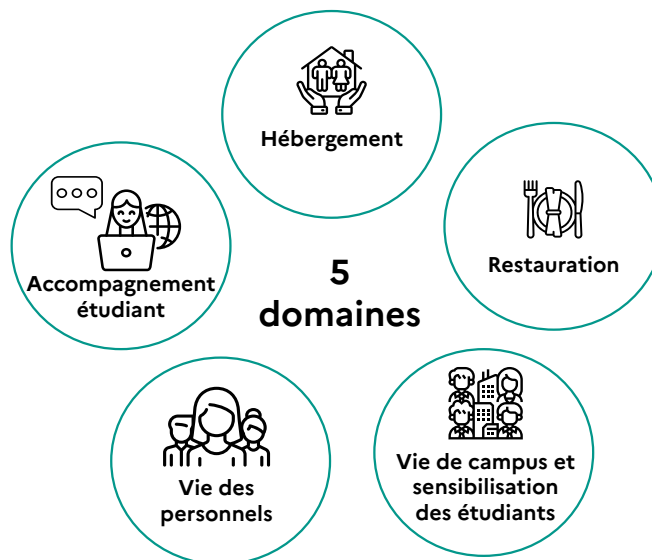 Hébergement
Restauration
Accompagnement
étudiant
5
domaines
Vie des
personnels
Vie de campus et
sensibilisation
des étudiants